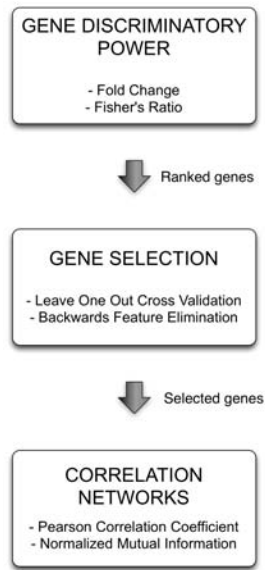 GENE DISCRIMINATORY
POWER
- Fold Change
- Fisher's Ratio
Ranked genes
GENE SELECTION
- Leave One Out Cross Validation
- Backwards Feature Elimination
Selected genes
CORRELATION
NETWORKS
- Pearson Correlation Coefficient
- Normalized Mutual Information